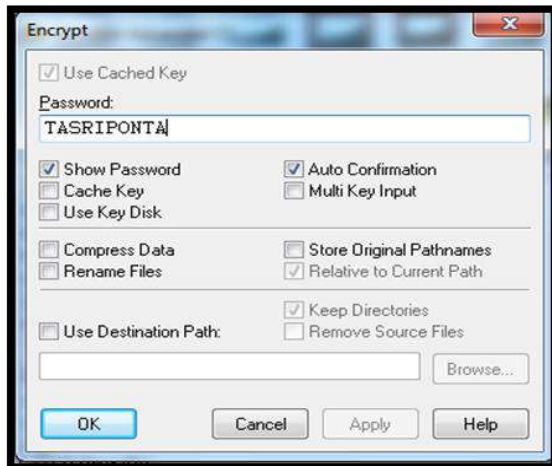 Encrypt
Use Cached Key
Password:
TASRIPONTA
Show Password
Auto Confirmation
Cache Key
Multi Key Input
Use Key Disk
Compress Data
Store Original Pathnames
Rename Files
Relative to Current Path
Keep Directories
Use Destination Path:
Remove Source Files
Browse...
OK
Cancel
Apply
Help